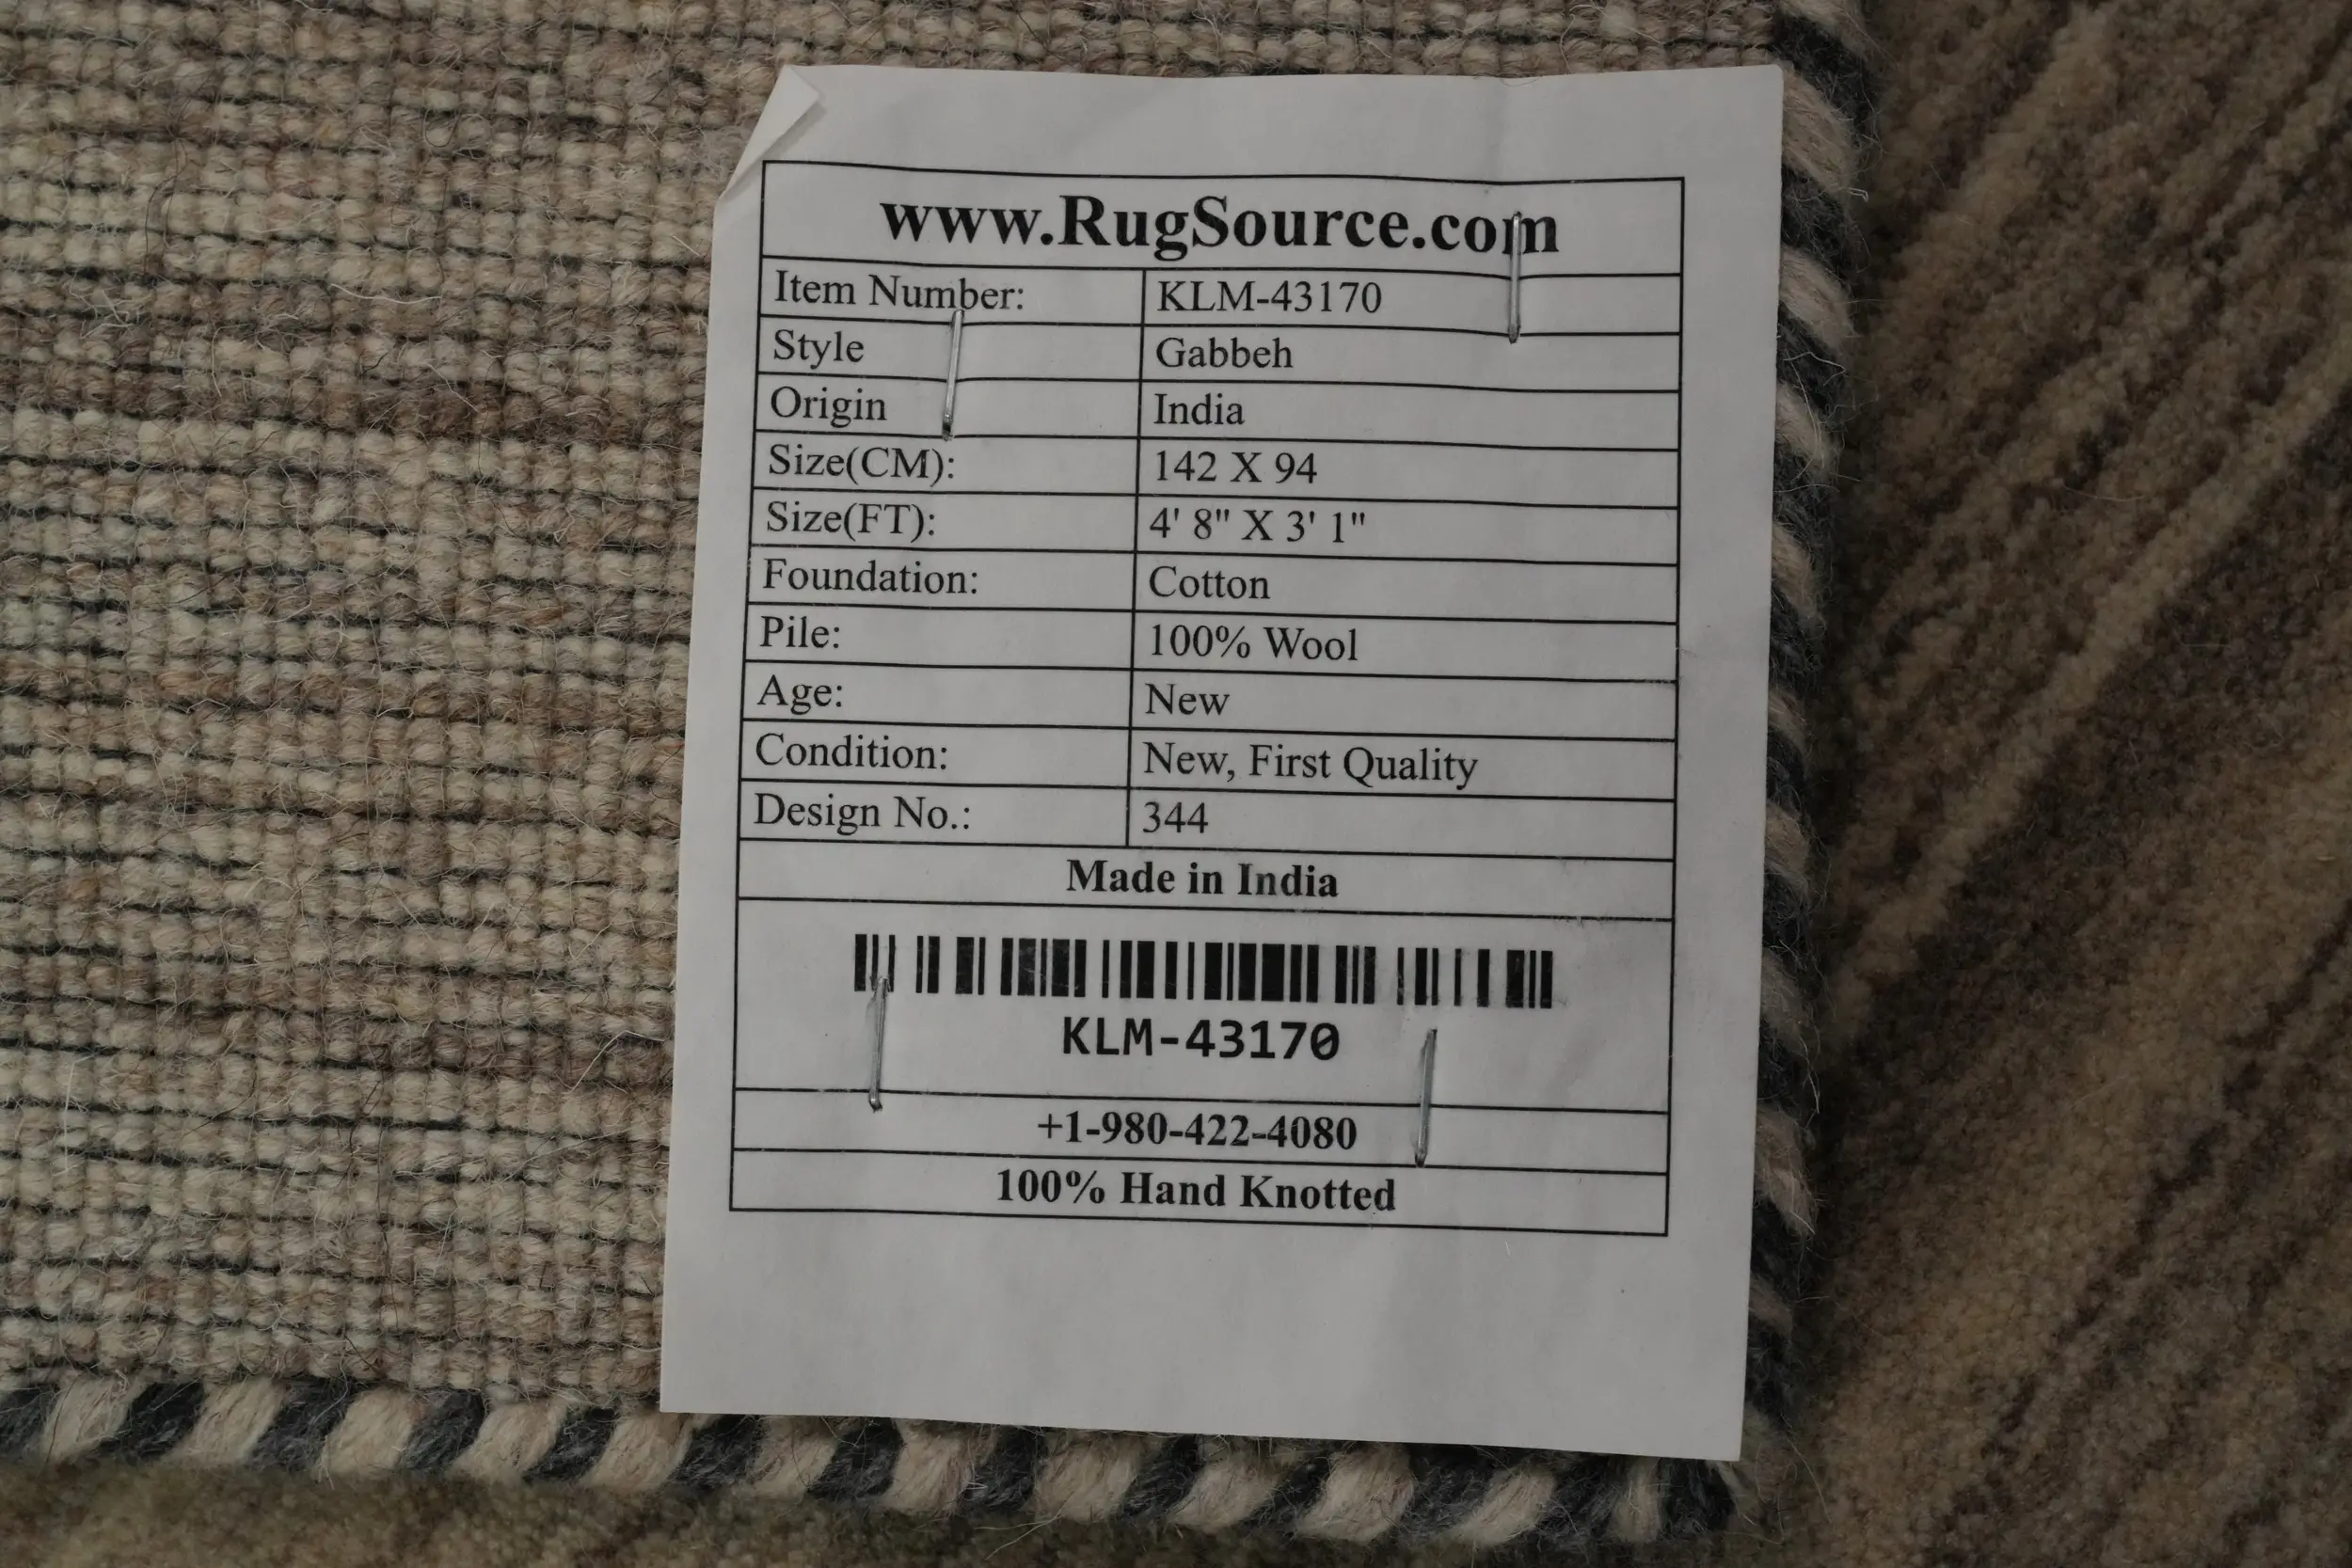 www.RugSource.com
Item Number: KLM-43170
Style Gabbeh
Origin India
Size(CM): 142 X 94
Size(FT): 4' 8" X 3' 1"
Foundation: Cotton
Pile: 100% Wool
Age: New
Condition: New, First Quality
Design No.: 344
Made in India
KLM-43170
+1-980-422-4080
100% Hand Knotted